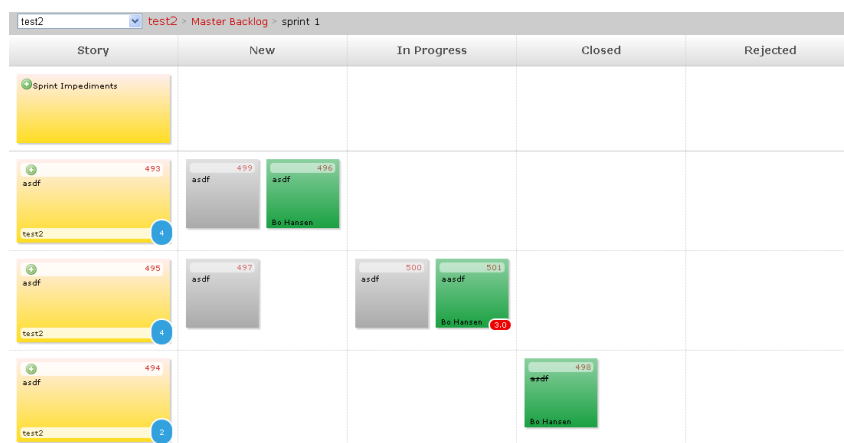 test2 test2 > Master Backlog > sprint 1
Story New In Progress Closed Rejected
Sprint Impediments
493 499 496
asdf asdf asdf
Bo Hansen
test2 4
495 497 500 501
asdf asdf asdf aasdf
Bo Hansen 3.0
test2 4
494 498
asdf asdf
Bo Hansen
test2 2